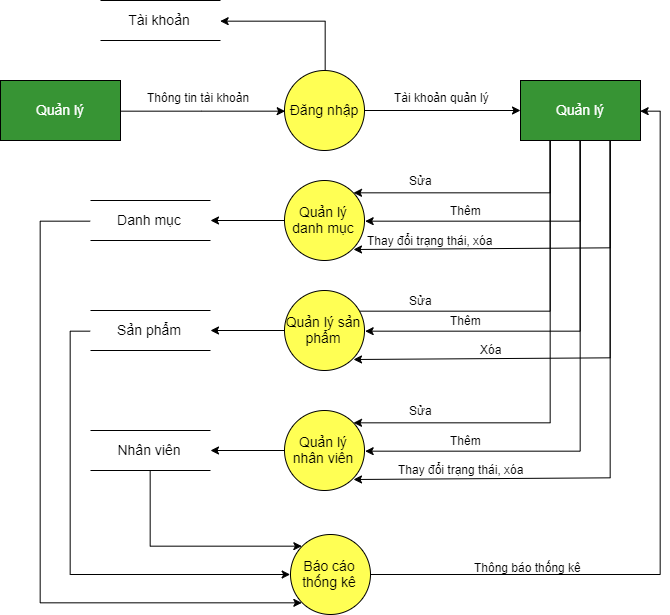 Tài khoản
Quản lý
Thông tin tải khoản
Đăng nhập
Tải khoản quản lý
Quản lý
Sửa
Danh mục
Quản lý
danh mục
Thêm
Thay đổi trạng thái, xóa
Sửa
Sản phẩm
Quản lý sản
phẩm
Thêm
Xóa
Sửa
Nhân viên
Quản lý
nhân viên
Thêm
Thay đổi trạng thái, xóa
Báo cáo
thống kê
Thông báo thống kê